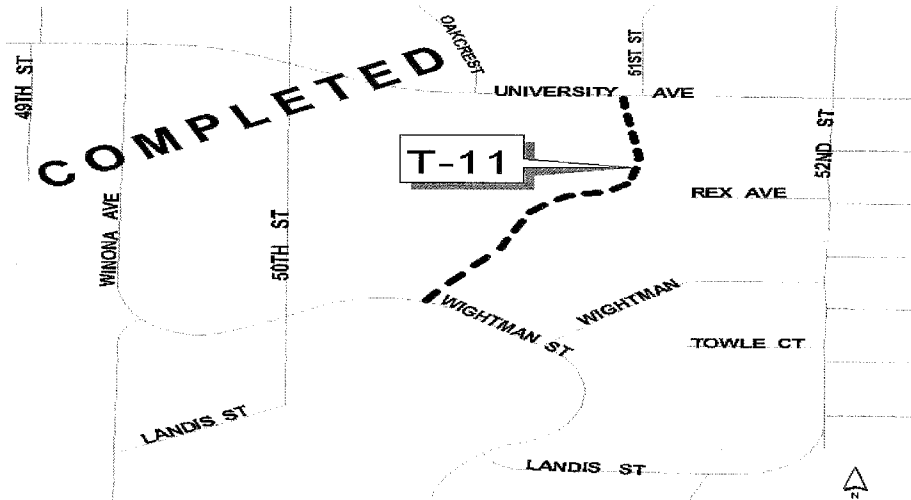 OAKCREST
51ST ST
49TH ST
COMPLETED
UNIVERSITY AVE
52ND ST
T-11
REX AVE
WINONA AVE
50TH ST
WIGHTMAN ST
WIGHTMAN
TOWLE CT
LANDIS ST
LANDIS ST
N